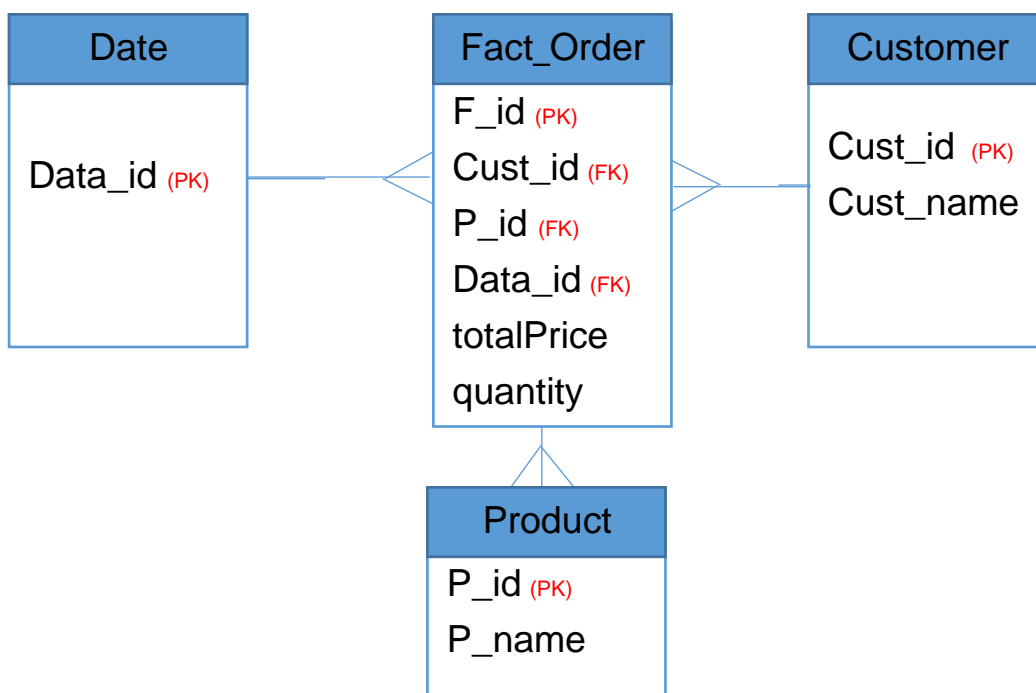 Date
Data_id (PK)
Fact_Order
F_id (PK)
Cust_id (FK)
P_id (FK)
Data_id (FK)
totalPrice
quantity
Customer
Cust_id (PK)
Cust_name
Product
P_id (PK)
P_name